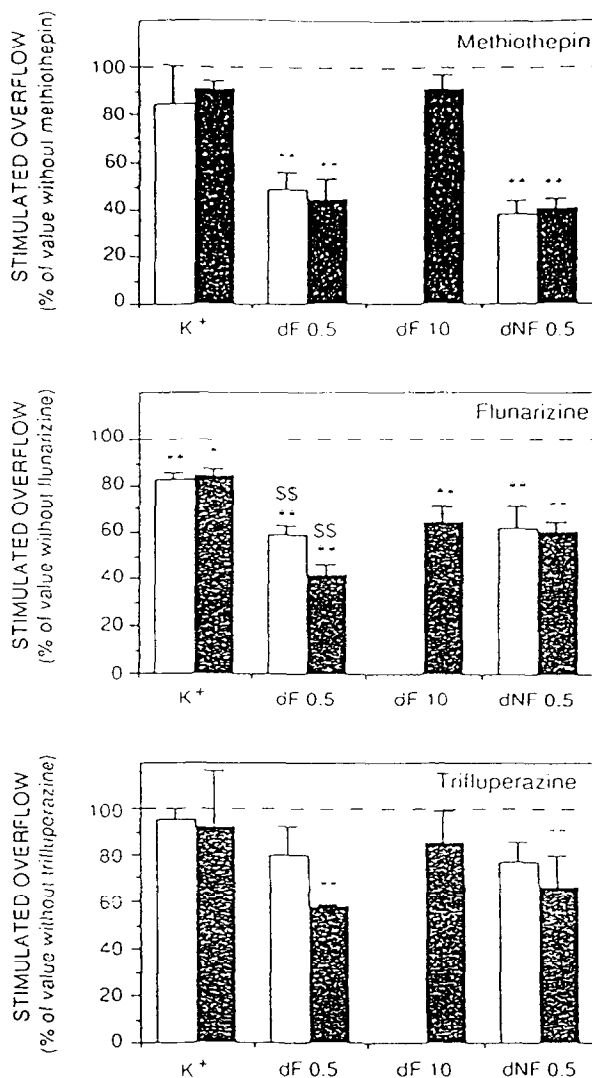 STIMULATED OVERFLOW
(% of value without methiothepin)
Methiothepin
100
80
60
40
20
0
** **
** **
K+ dF 0.5 dF 10 dNF 0.5
STIMULATED OVERFLOW
(% of value without flunarizine)
Flunarizine
100
80
60
40
20
0
** *
SS
**
SS
**
**
** **
K+ dF 0.5 dF 10 dNF 0.5
STIMULATED OVERFLOW
(% of value without trifluperazine)
Trifluperazine
100
80
60
40
20
0
**
**
K+ dF 0.5 dF 10 dNF 0.5